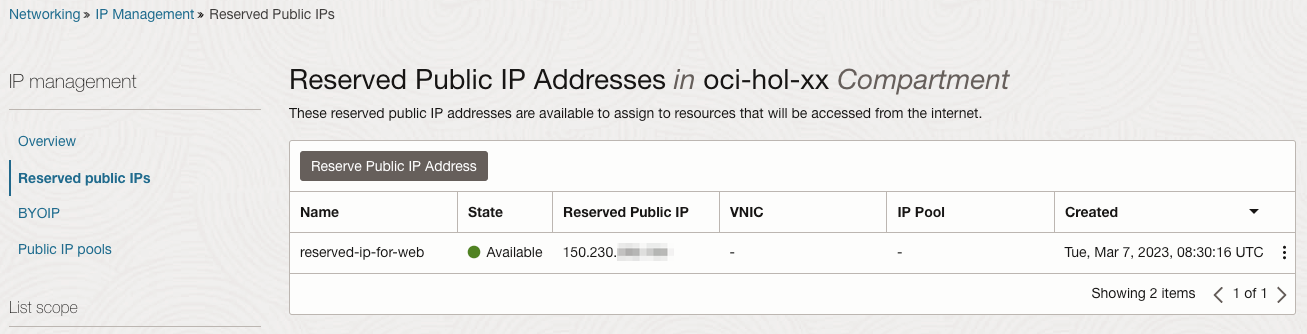 Networking » IP Management » Reserved Public IPs
IP management
Overview
Reserved public IPs
BYOIP
Public IP pools
List scope
Reserved Public IP Addresses in oci-hol-xx Compartment
These reserved public IP addresses are available to assign to resources that will be accessed from the internet.
Reserve Public IP Address
Name State Reserved Public IP VNIC IP Pool Created
reserved-ip-for-web Available 150.230. - - Tue, Mar 7, 2023, 08:30:16 UTC
Showing 2 items < 1 of 1 >